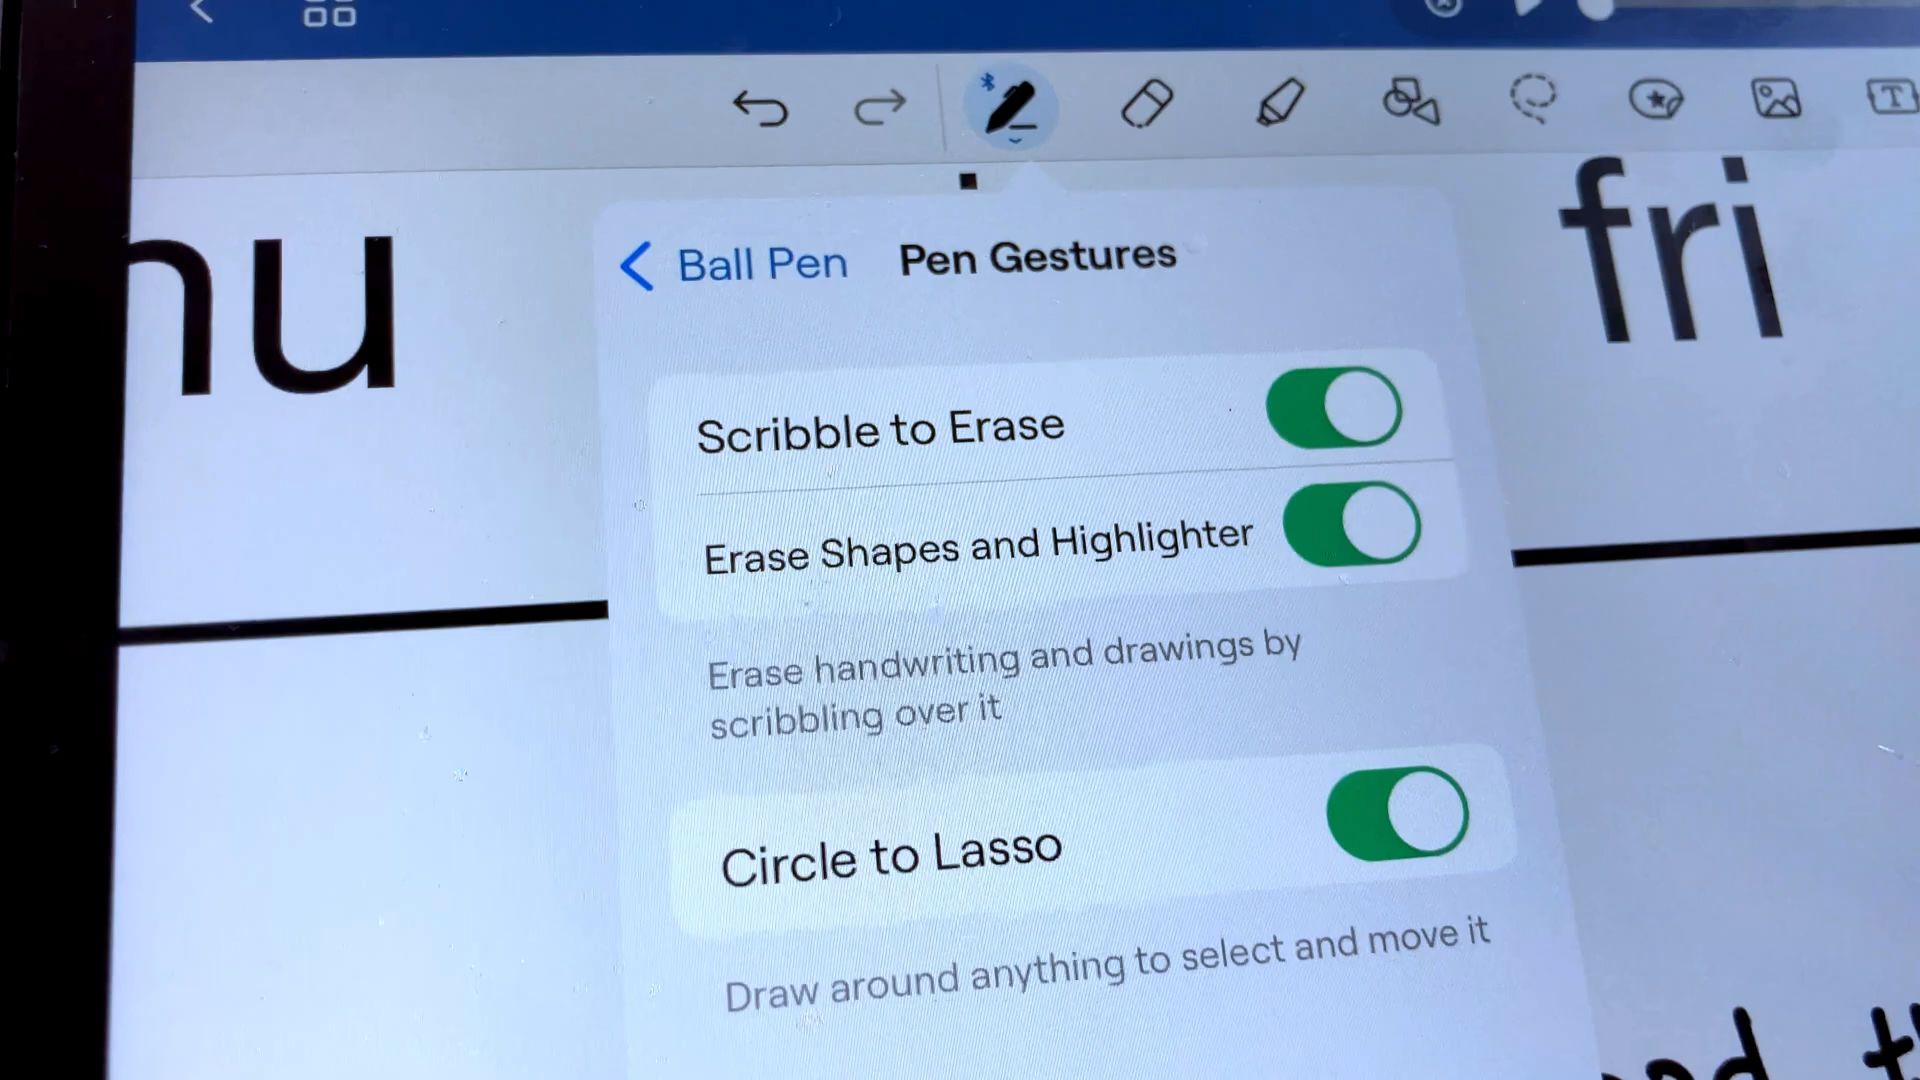 T
hu
fri
Ball Pen
Pen Gestures
Scribble to Erase
Erase Shapes and Highlighter
Erase handwriting and drawings by
scribbling over it
Circle to Lasso
Draw around anything to select and move it